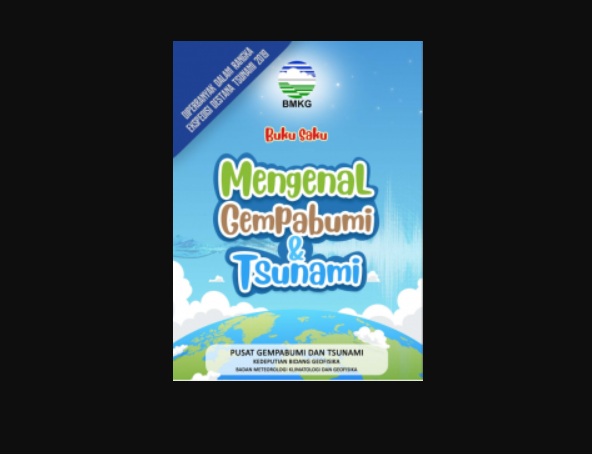 DIPERBANYAK DALAM RANGKA
EKSPEDISI DESTANA TSUNAMI 2019
BMKG
Buku Saku
Mengenal
Gempabumi
&
Tsunami
PUSAT GEMPABUMI DAN TSUNAMI
KEDEPUTIAN BIDANG GEOFISIKA
BADAN METEOROLOGI KLIMATOLOGI DAN GEOFISIKA